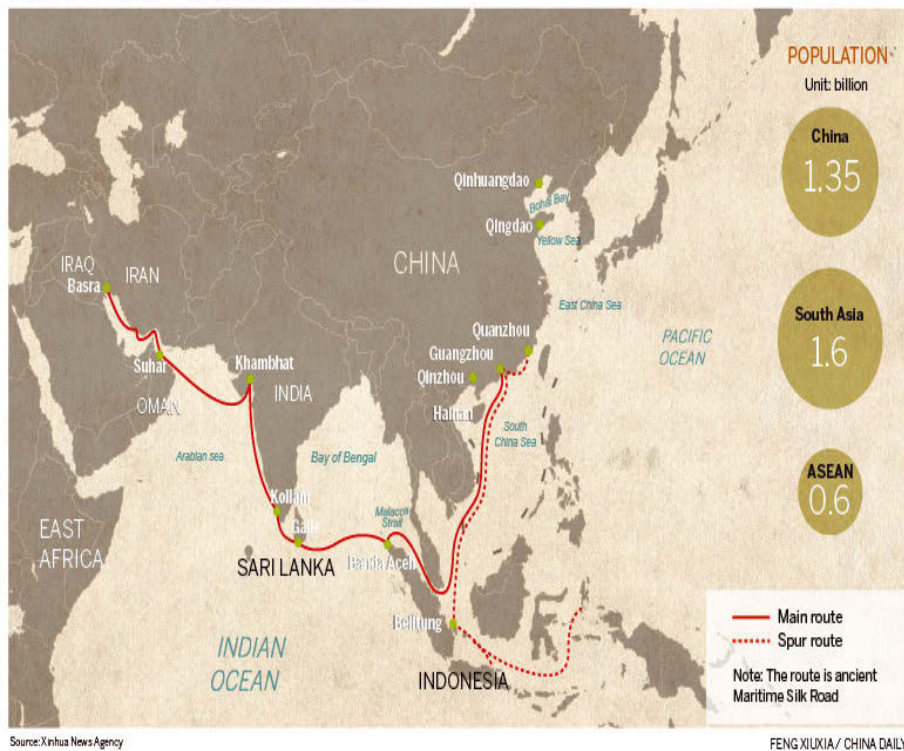 POPULATION
Unit: billion
China
1.35
South Asia
1.6
ASEAN
0.6
Qinhuangdao
Bohai Bay
Qingdao
Yellow Sea
CHINA
IRAQ
IRAN
Basra
East China Sea
Quanzhou
PACIFIC
OCEAN
Guangzhou
Suhar
Khambhat
Qinzhou
INDIA
OMAN
Hainan
South
China Sea
Arabian sea
Bay of Bengal
Kollam
Malacca
Strait
EAST
AFRICA
Galle
Banda Aceh
SARI LANKA
Belitung
INDIAN
OCEAN
INDONESIA
Main route
Spur route
Note: The route is ancient
Maritime Silk Road
Source: Xinhua News Agency
FENG XIUXIA / CHINA DAILY